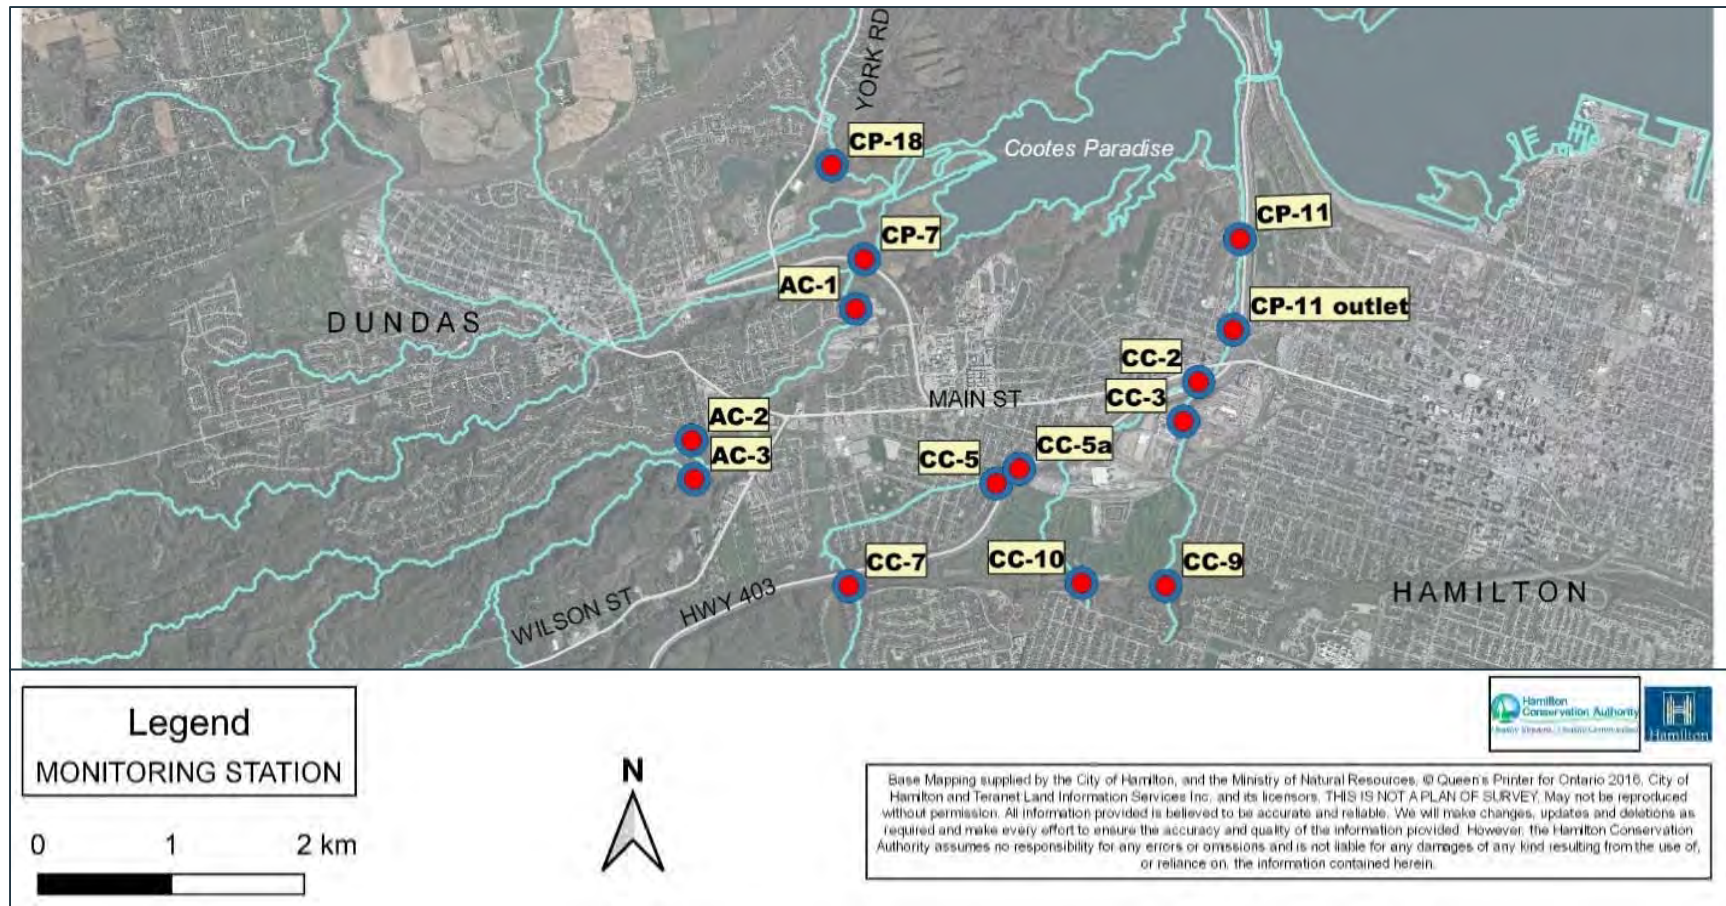 YORK RD
CP-18
Cootes Paradise
CP-11
CP-7
AC-1
CP-11 outlet
DUNDAS
CC-2
CC-3
MAIN ST
AC-2
AC-3
CC-5a
CC-5
CC-7
CC-10
CC-9
HAMILTON
WILSON ST
HWY 403
Legend
MONITORING STATION
0 1 2 km
N
Hamilton
Conservation Authority
Hamilton
Base Mapping supplied by the City of Hamilton, and the Ministry of Natural Resources, © Queen's Printer for Ontario 2016, City of
Hamilton and Teranet Land Information Services Inc. and its licensors, THIS IS NOT A PLAN OF SURVEY, May not be reproduced
without permission. All information provided is believed to be accurate and reliable. We will make changes, updates and deletions as
required and make every effort to ensure the accuracy and quality of the information provided. However, the Hamilton Conservation
Authority assumes no responsibility for any errors or omissions and is not liable for any damages of any kind resulting from the use of,
or reliance on, the information contained herein.